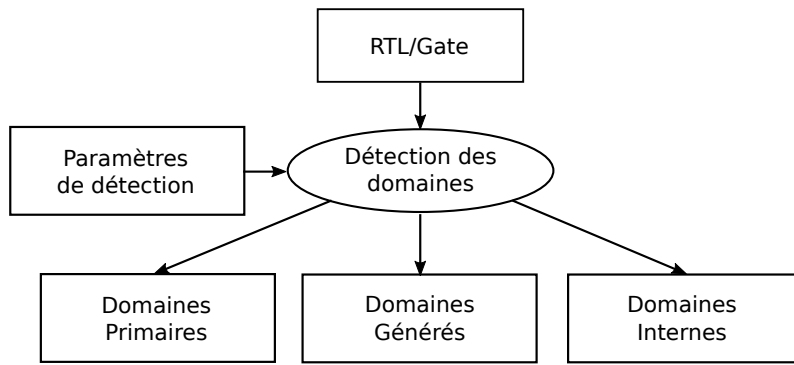 RTL/Gate
Paramètres
de détection
Détection des
domaines
Domaines
Primaires
Domaines
Générés
Domaines
Internes